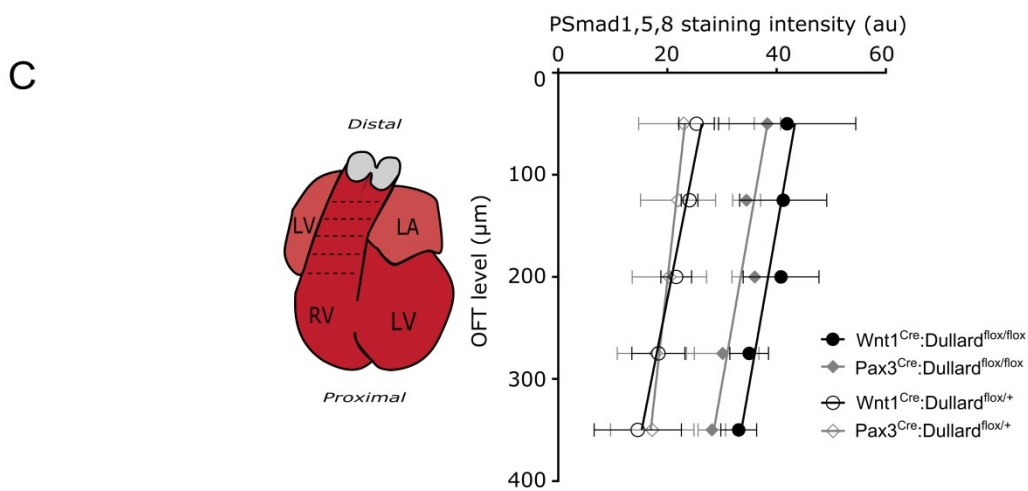 C
PSmad1,5,8 staining intensity (au)
0 20 40 60
0
100
200
300
400
OFT level (µm)
Distal
LV
LA
RV
LV
Proximal
Wnt1Cre:Dullardflox/flox
Pax3Cre:Dullardflox/flox
Wnt1Cre:Dullardflox/+
Pax3Cre:Dullardflox/+